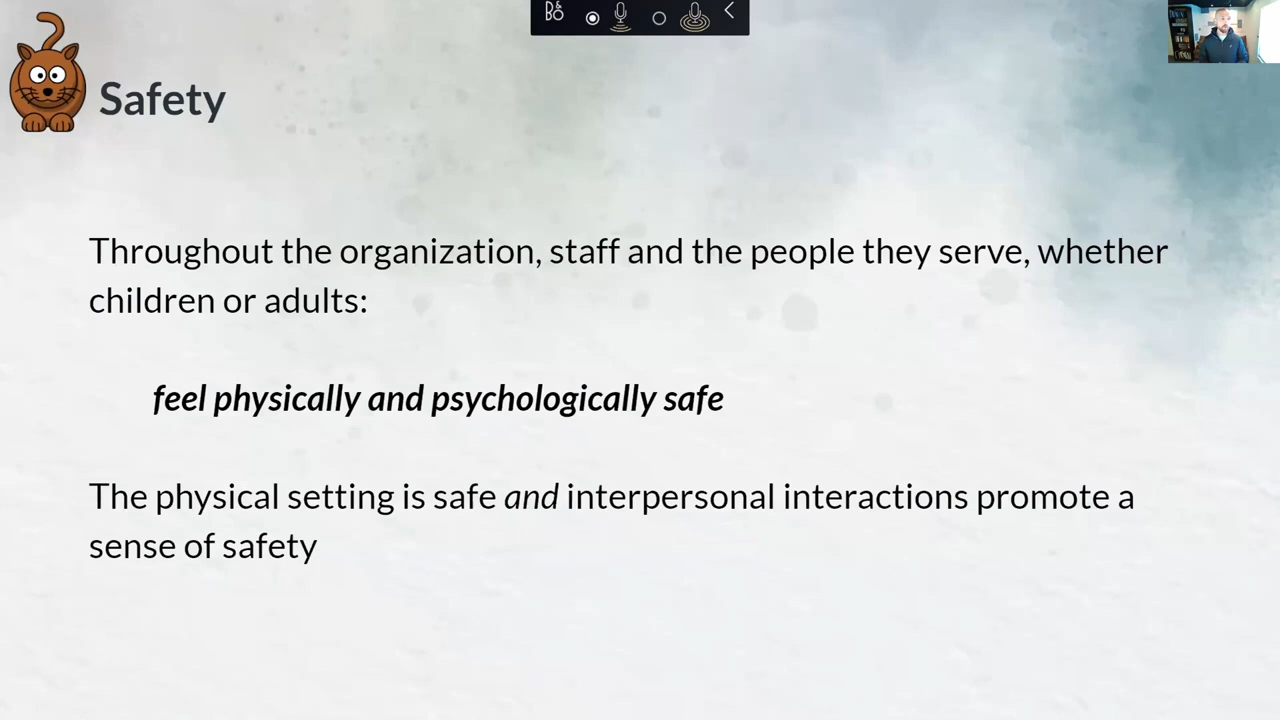 B&O
Safety
Throughout the organization, staff and the people they serve, whether
children or adults:
feel physically and psychologically safe
The physical setting is safe and interpersonal interactions promote a
sense of safety